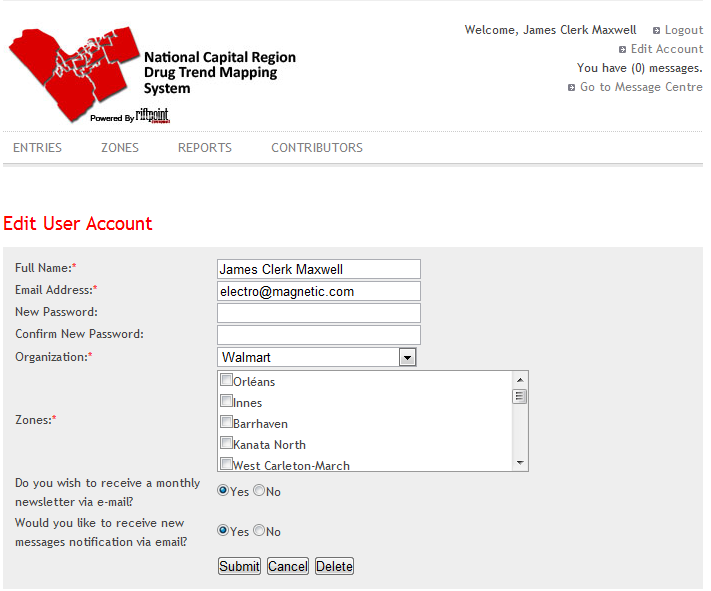 National Capital Region
Drug Trend Mapping
System
Powered By riftpoint
Welcome, James Clerk Maxwell Logout
Edit Account
You have (0) messages.
Go to Message Centre
ENTRIES ZONES REPORTS CONTRIBUTORS
Edit User Account
Full Name:* James Clerk Maxwell
Email Address:* electro@magnetic.com
New Password:
Confirm New Password:
Organization:* Walmart
Zones:*
Orléans
Innes
Barrhaven
Kanata North
West Carleton-March
Do you wish to receive a monthly
newsletter via e-mail?
Yes No
Would you like to receive new
messages notification via email?
Yes No
Submit Cancel Delete